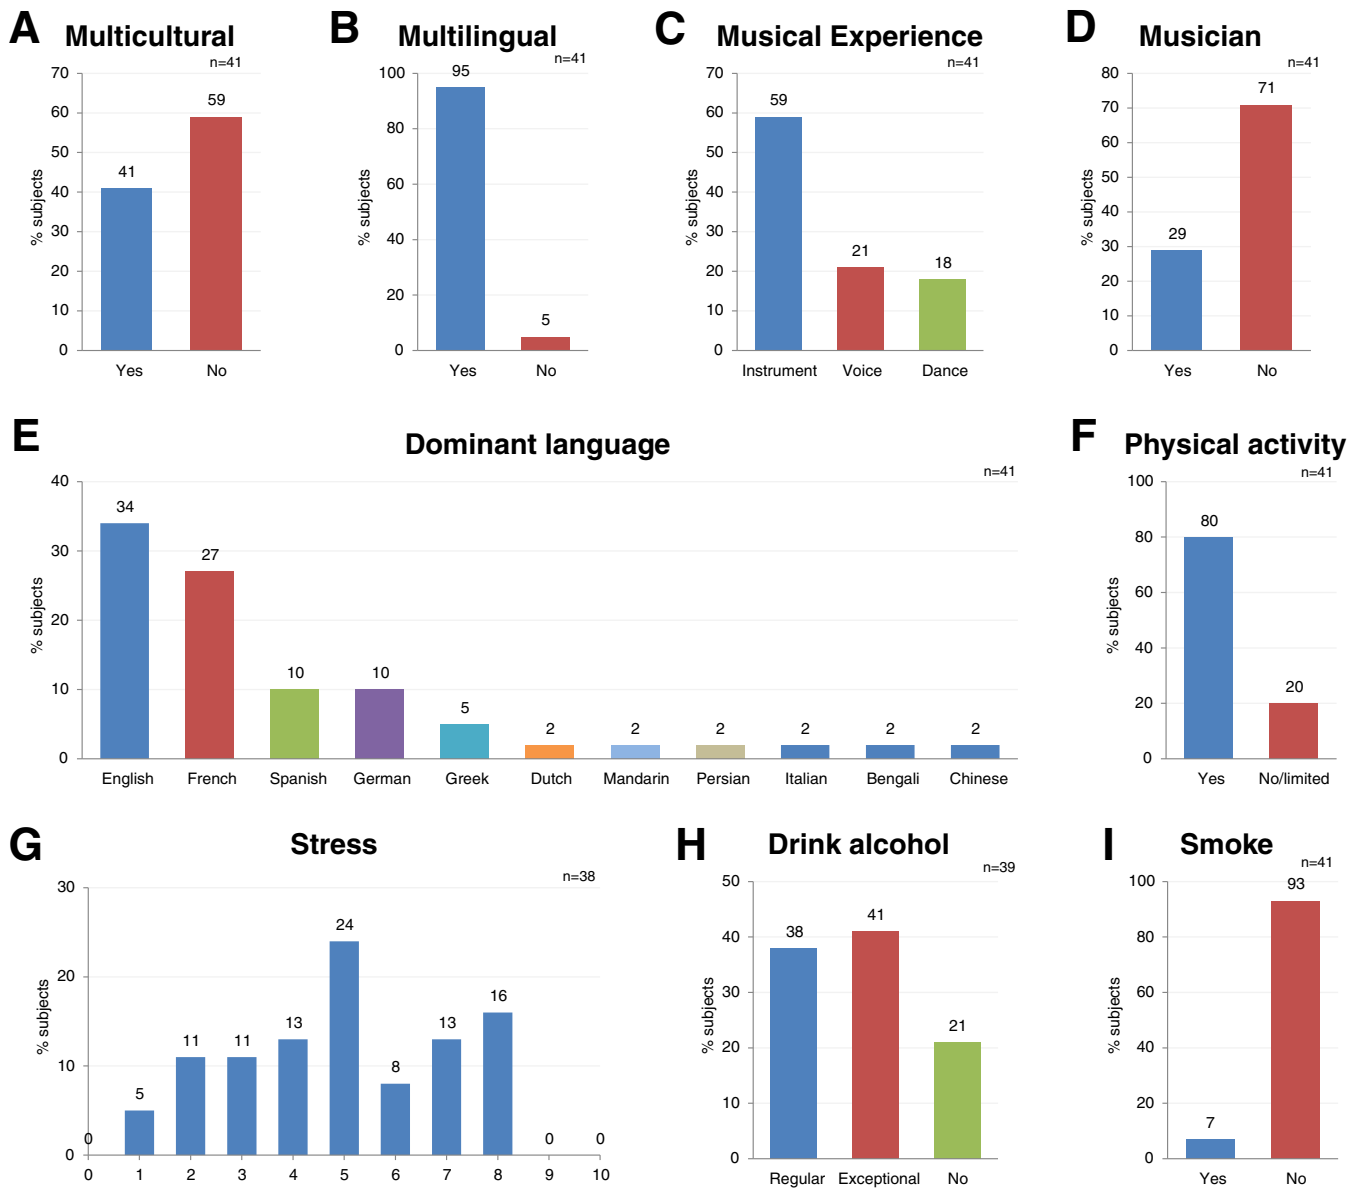 A Multicultural
n=41
% subjects
70
60
50
40
30
20
10
0
41
59
Yes No
B Multilingual
n=41
% subjects
100
80
60
40
20
0
95
5
Yes No
C Musical Experience
n=41
% subjects
70
60
50
40
30
20
10
0
59
21
18
Instrument Voice Dance
D Musician
n=41
% subjects
80
70
60
50
40
30
20
10
0
29
71
Yes No
E Dominant language
n=41
% subjects
40
30
20
10
0
34
27
10
10
5
2
2
2
2
2
2
English French Spanish German Greek Dutch Mandarin Persian Italian Bengali Chinese
F Physical activity
n=41
% subjects
100
80
60
40
20
0
80
20
Yes No/limited
G Stress
n=38
% subjects
30
20
10
0
0
5
11
11
13
24
8
13
16
0
0
0 1 2 3 4 5 6 7 8 9 10
H Drink alcohol
n=39
% subjects
50
40
30
20
10
0
38
41
21
Regular Exceptional No
I Smoke
n=41
% subjects
100
80
60
40
20
0
7
93
Yes No